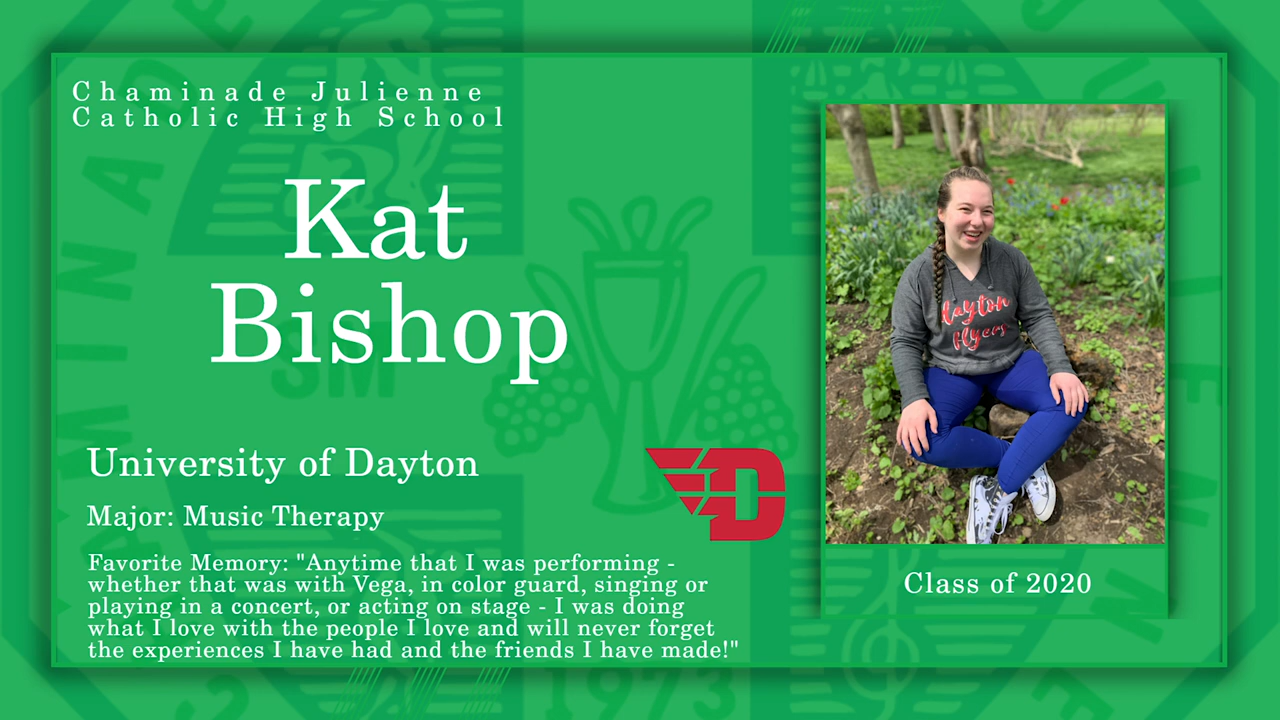 Chaminade Julienne
Catholic High School
Kat
Bishop
University of Dayton
Major: Music Therapy
Favorite Memory: "Anytime that I was performing -
whether that was with Vega, in color guard, singing or
playing in a concert, or acting on stage - I was doing
what I love with the people I love and will never forget
the experiences I have had and the friends I have made!"
D
dayton
flyers
Class of 2020
SM
1973